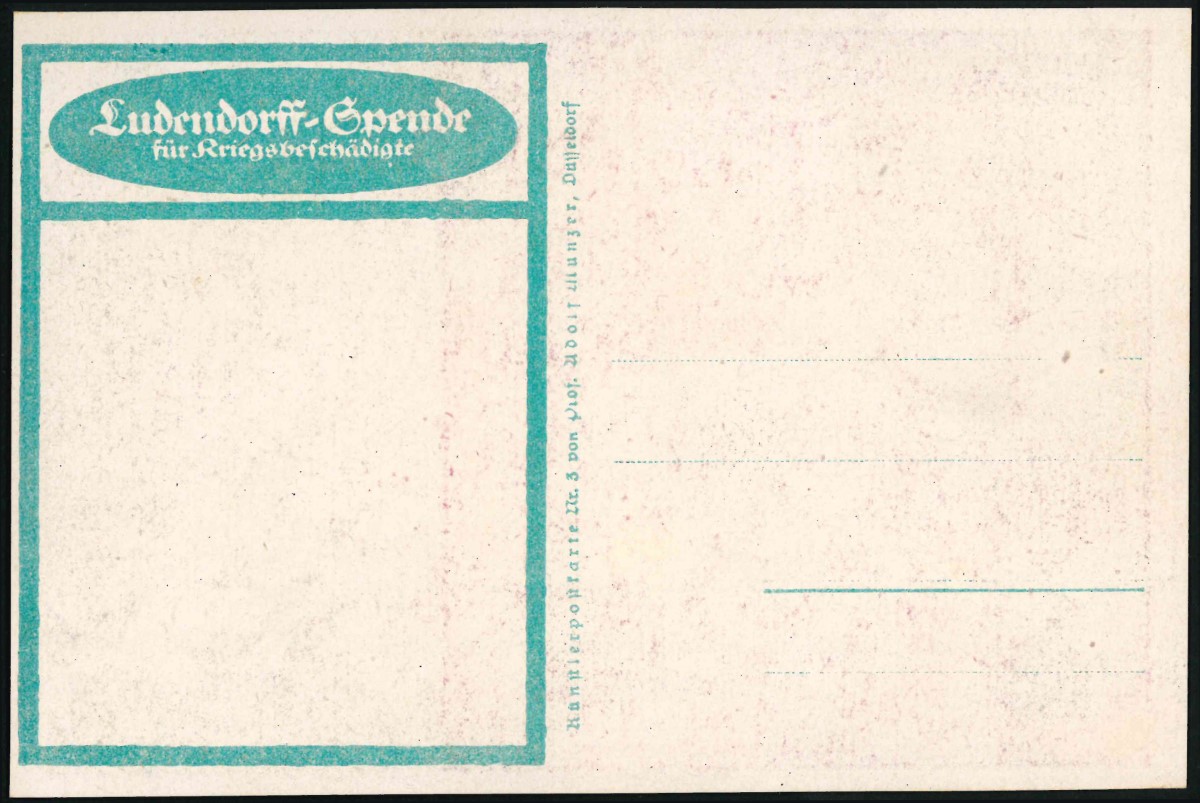 Ludendorff-Spende
für Kriegsbeschädigte
Künstlerpostkarte Nr. 3 von Prof. Adolf Münzer, Düsseldorf